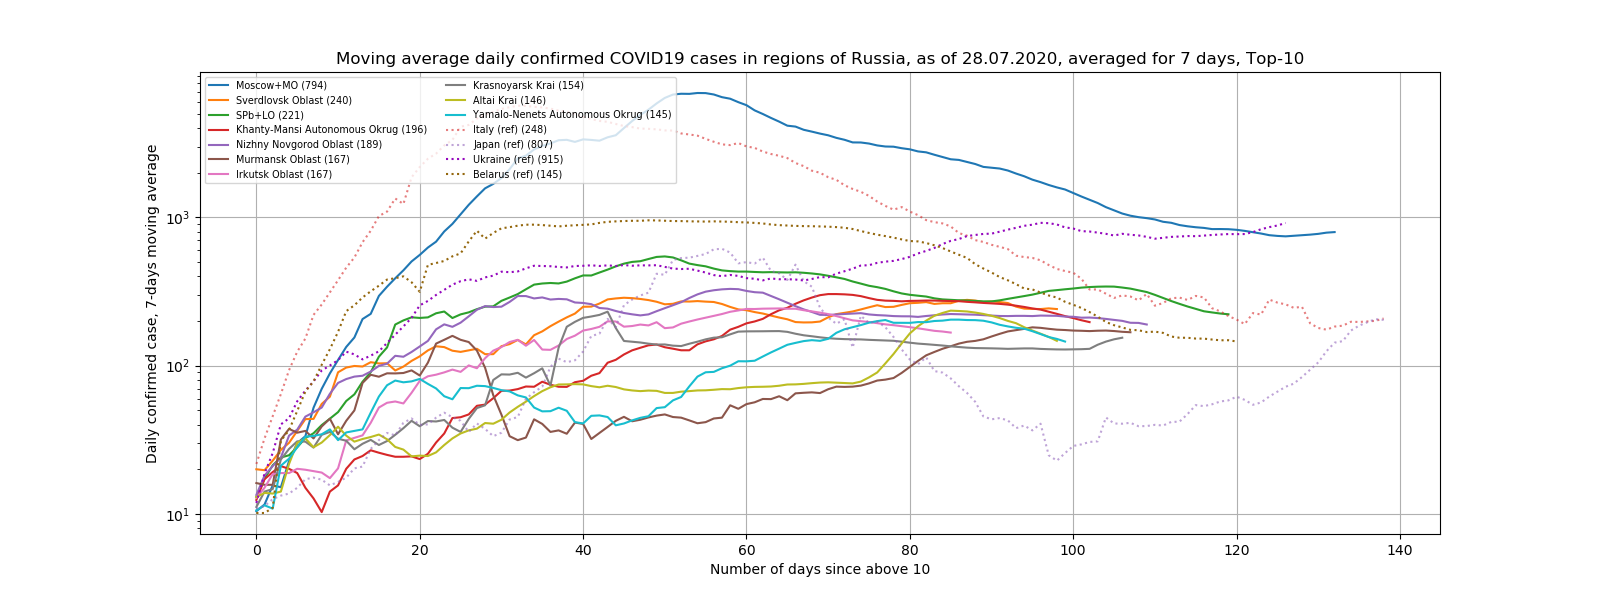 Moving average daily confirmed COVID19 cases in regions of Russia, as of 28.07.2020, averaged for 7 days, Top-10
Moscow+MO (794)
Sverdlovsk Oblast (240)
SPb+LO (221)
Khanty-Mansi Autonomous Okrug (196)
Nizhny Novgorod Oblast (189)
Murmansk Oblast (167)
Irkutsk Oblast (167)
Krasnoyarsk Krai (154)
Altai Krai (146)
Yamalo-Nenets Autonomous Okrug (145)
Italy (ref) (248)
Japan (ref) (807)
Ukraine (ref) (915)
Belarus (ref) (145)
Daily confirmed case, 7-days moving average
10³
10²
10¹
0 20 40 60 80 100 120 140
Number of days since above 10